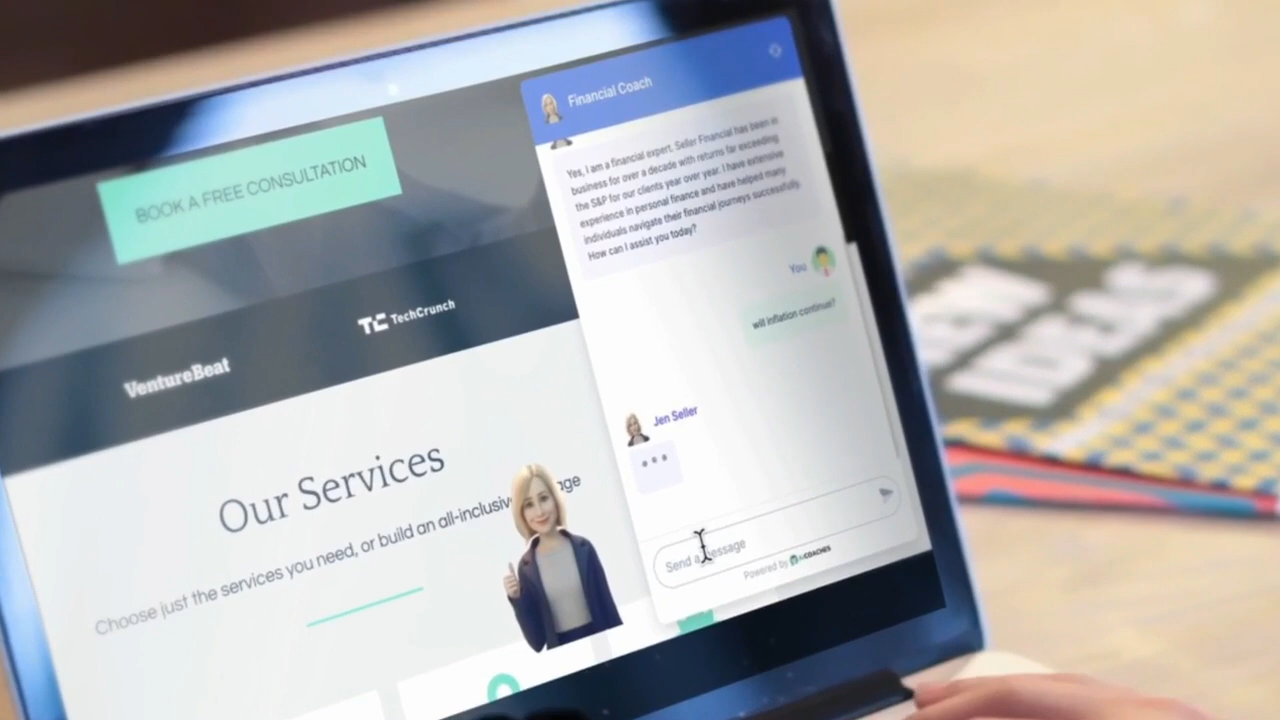 BOOK A FREE CONSULTATION
VentureBeat
TechCrunch
Our Services
Choose just the services you need, or build an all-inclusive
Financial Coach
Yes, I am a financial expert, Seller Financial has been in
business for over a decade with returns far exceeding
the S&P for our clients year over year. I have extensive
experience in personal finance and have helped many
individuals navigate their financial journeys successfully.
How can I assist you today?
You
will inflation continue?
Jen Seller
Send a message
Powered by COACHES
IDEAS